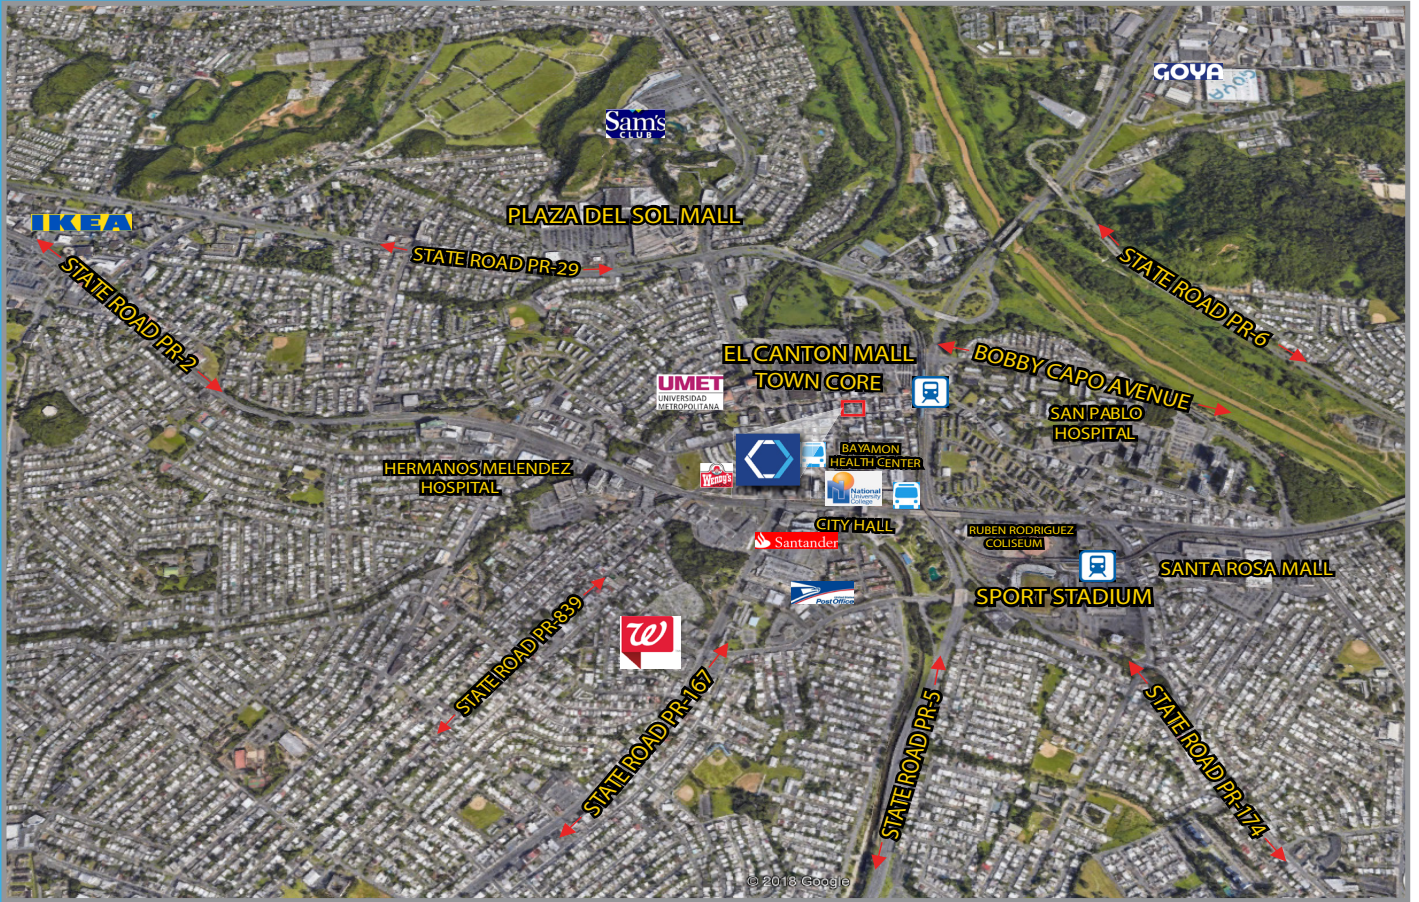 GOYA
GOYA
Sam's
CLUB
PLAZA DEL SOL MALL
IKEA
STATE ROAD PR-29
STATE ROAD PR-2
STATE ROAD PR-6
EL CANTON MALL
TOWN CORE
BOBBY CAPO AVENUE
UMET
UNIVERSIDAD
METROPOLITANA
SAN PABLO
HOSPITAL
BAYAMON
HEALTH CENTER
HERMANOS MELENDEZ
HOSPITAL
Wendy's
National
University
College
CITY HALL
RUBEN RODRIGUEZ
COLISEUM
Santander
SANTA ROSA MALL
SPORT STADIUM
Post Office
STATE ROAD PR-839
W
STATE ROAD PR-167
STATE ROAD PR-5
STATE ROAD PR-174
© 2018 Google